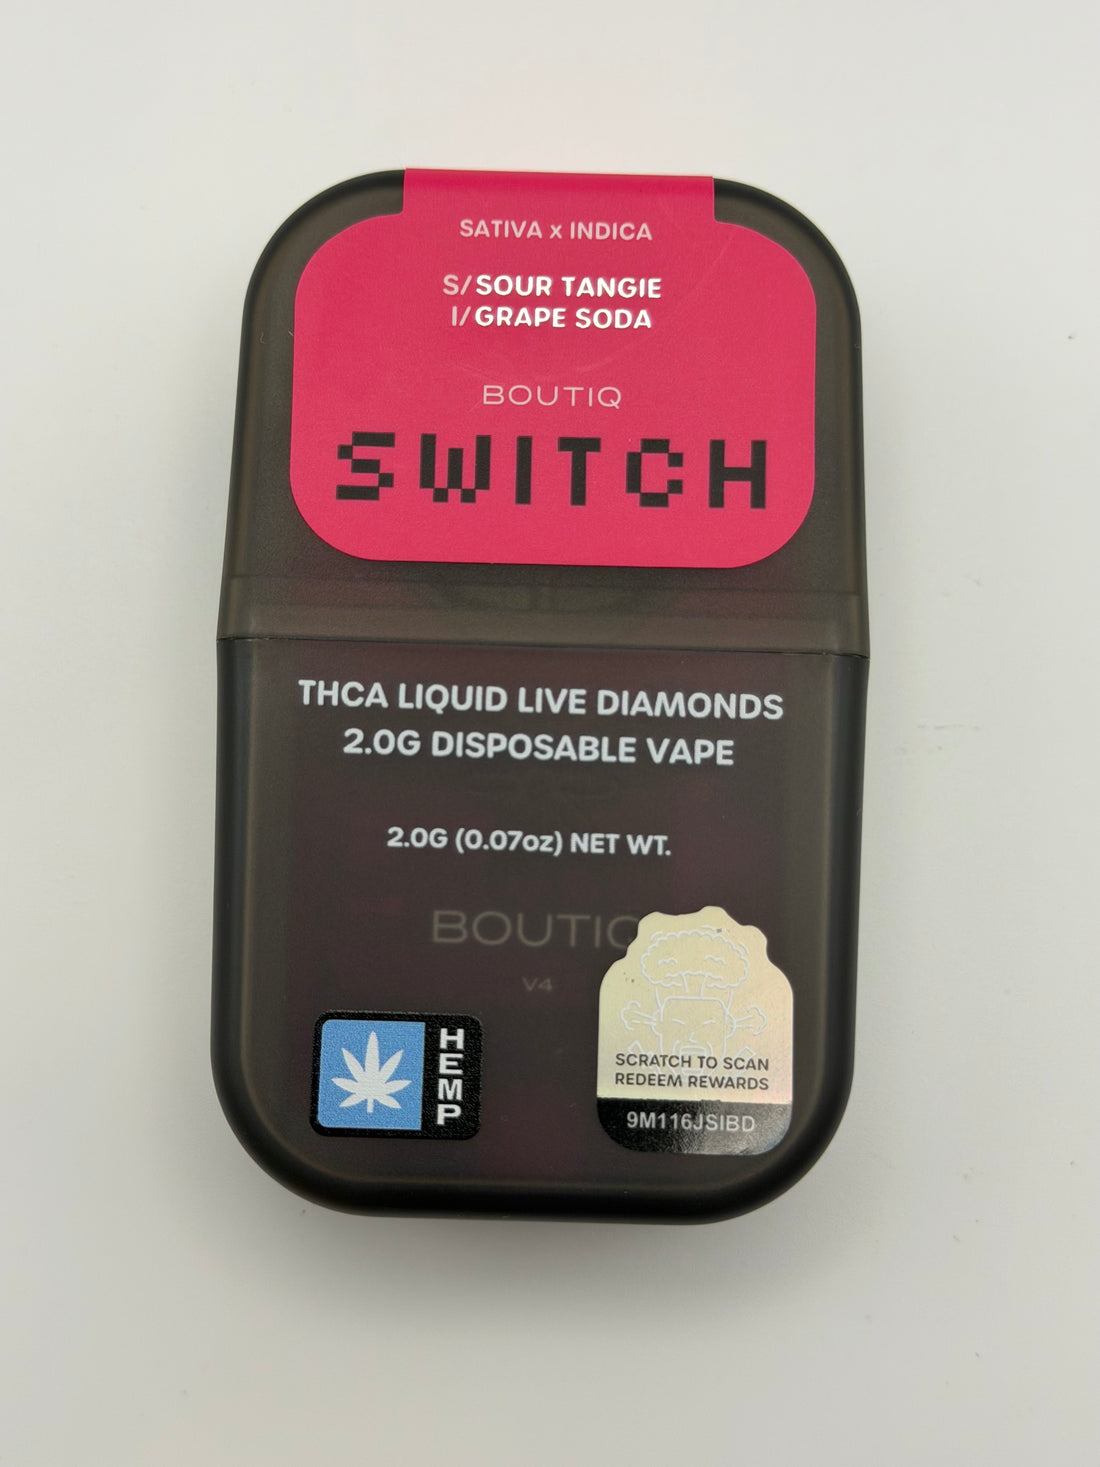 SATIVA x INDICA
S/SOUR TANGIE
I/GRAPE SODA
BOUTIQ
SWITCH
THCA LIQUID LIVE DIAMONDS
2.0G DISPOSABLE VAPE
2.0G (0.07oz) NET WT.
BOUTIQ
V4
HEMP
SCRATCH TO SCAN
REDEEM REWARDS
9M116JSIBD